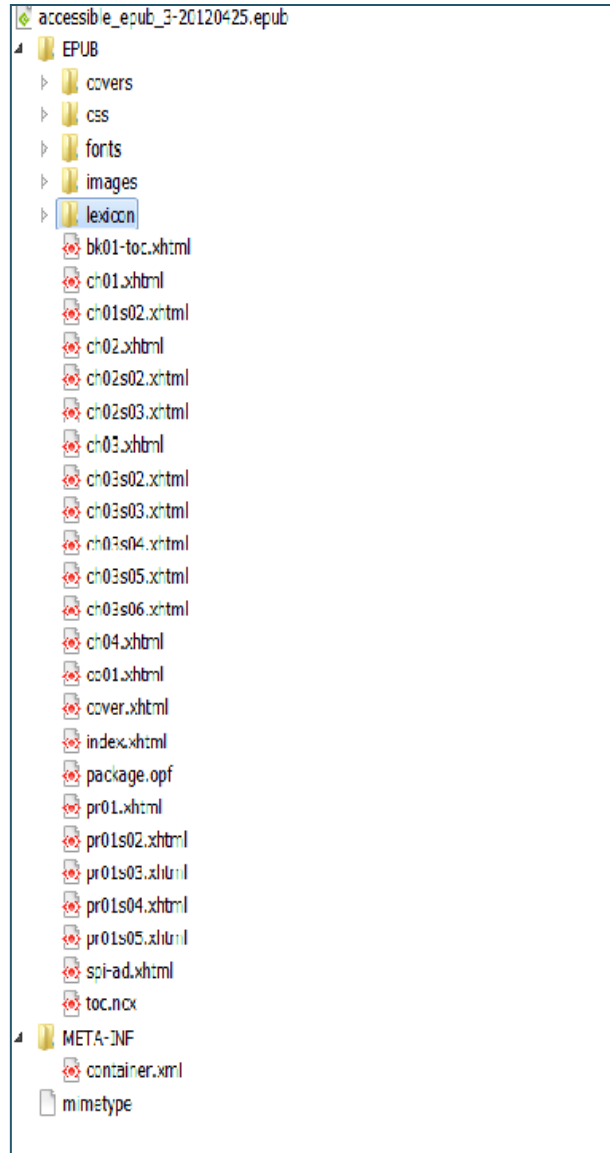 accessible_epub_3-20120425.epub
EPUB
covers
css
fonts
images
lexicon
bk01-toc.xhtml
ch01.xhtml
ch01s02.xhtml
ch02.xhtml
ch02s02.xhtml
ch02s03.xhtml
ch03.xhtml
ch03s02.xhtml
ch03s03.xhtml
ch03s04.xhtml
ch03s05.xhtml
ch03s06.xhtml
ch04.xhtml
co01.xhtml
cover.xhtml
index.xhtml
package.opf
pr01.xhtml
pr01s02.xhtml
pr01s03.xhtml
pr01s04.xhtml
pr01s05.xhtml
spi-ad.xhtml
toc.ncx
META-INF
container.xml
mimetype